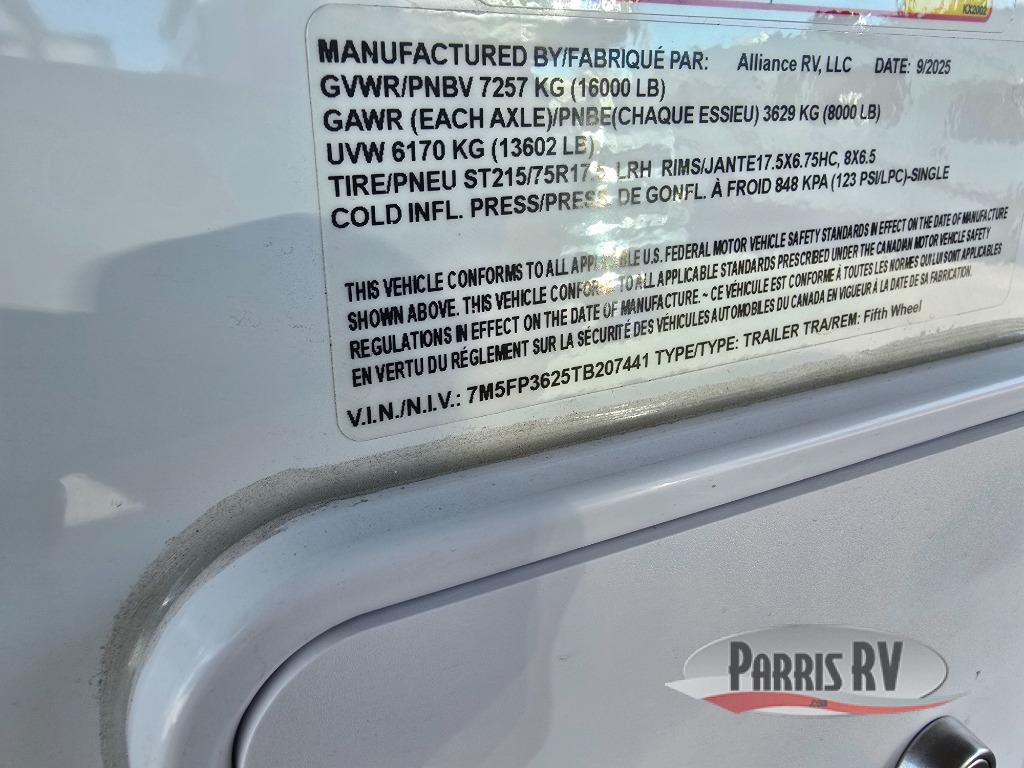 KX2002
MANUFACTURED BY/FABRIQUÉ PAR: Alliance RV, LLC DATE: 9/2025
GVWR/PNBV 7257 KG (16000 LB)
GAWR (EACH AXLE)/PNBE(CHAQUE ESSIEU) 3629 KG (8000 LB)
UVW 6170 KG (13602 LB)
TIRE/PNEU ST215/75R17.5 LRH RIMS/JANTE17.5X6.75HC, 8X6.5
COLD INFL. PRESS/PRESS. DE GONFL. À FROID 848 KPA (123 PSI/LPC)-SINGLE
THIS VEHICLE CONFORMS TO ALL APPLICABLE U.S. FEDERAL MOTOR VEHICLE SAFETY STANDARDS IN EFFECT ON THE DATE OF MANUFACTURE
SHOWN ABOVE. THIS VEHICLE CONFORMS TO ALL APPLICABLE STANDARDS PRESCRIBED UNDER THE CANADIAN MOTOR VEHICLE SAFETY
REGULATIONS IN EFFECT ON THE DATE OF MANUFACTURE. ~ CE VÉHICULE EST CONFORME À TOUTES LES NORMES QUI LUI SONT APPLICABLES
EN VERTU DU RÉGLEMENT SUR LA SÉCURITÉ DES VÉHICULES AUTOMOBILES DU CANADA EN VIGUEUR À LA DATE DE SA FABRICATION.
V.I.N./N.I.V.: 7M5FP3625TB207441 TYPE/TYPE: TRAILER TRA/REM: Fifth Wheel
PARRIS RV
.com